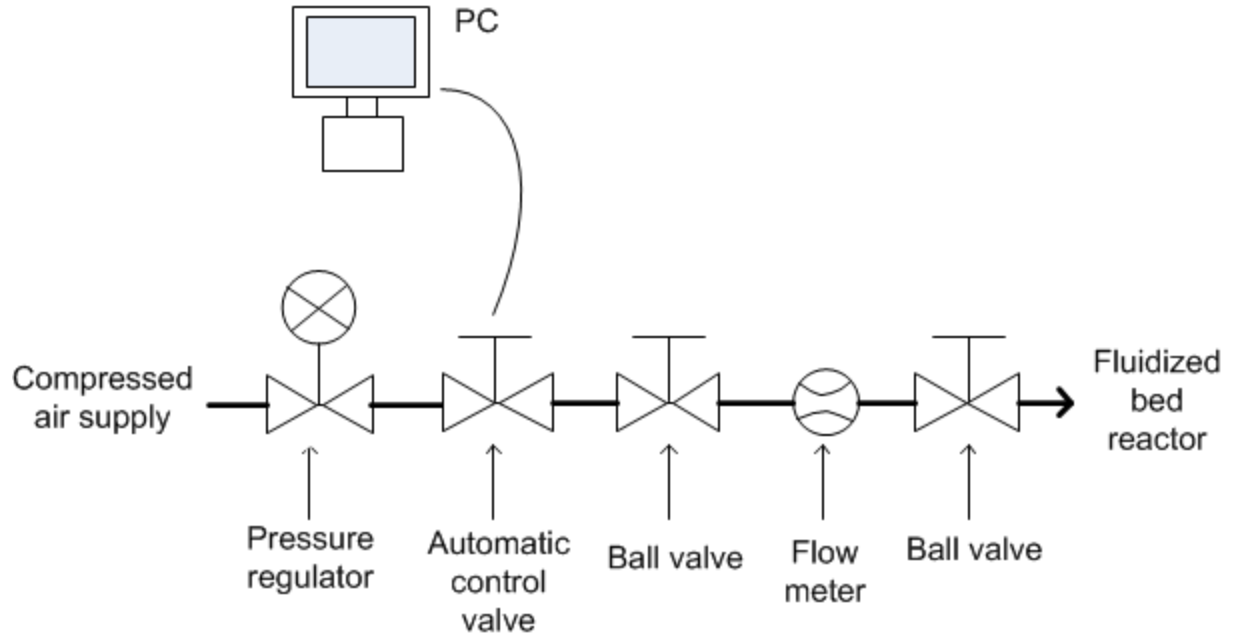 PC
Compressed
air supply
Fluidized
bed
reactor
Pressure
regulator
Automatic
control
valve
Ball valve
Flow
meter
Ball valve